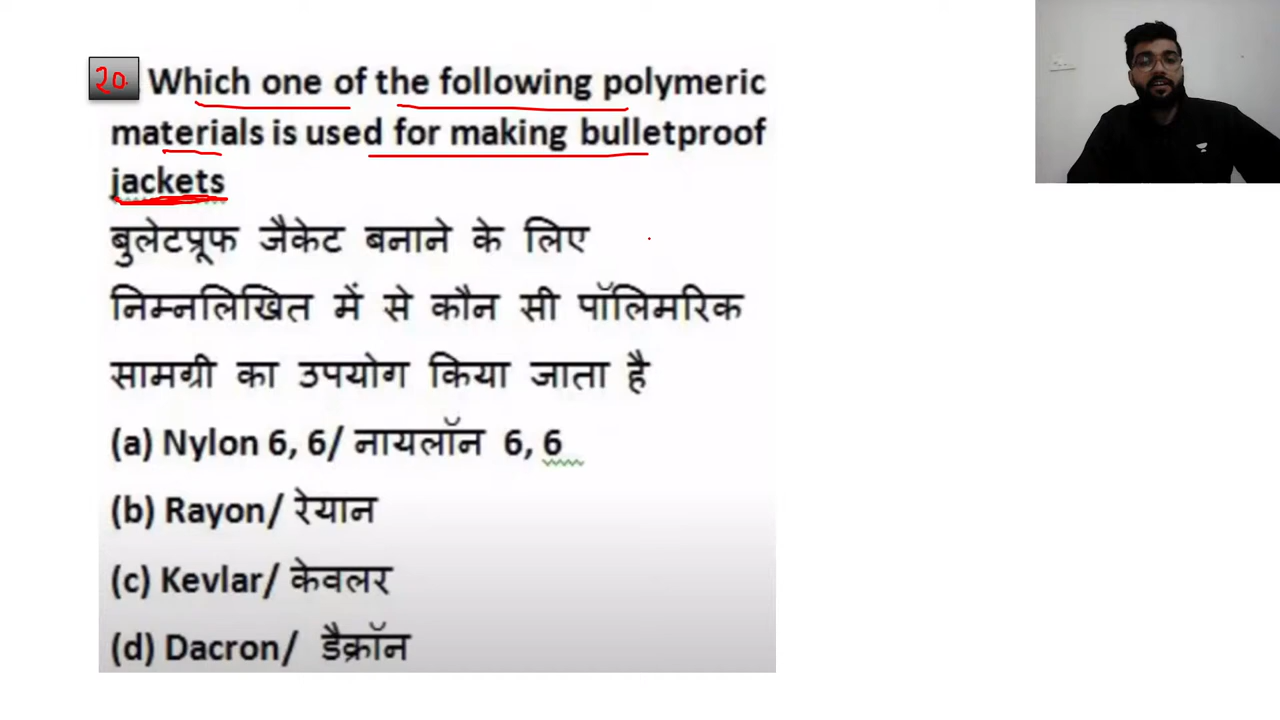 20 Which one of the following polymeric
materials is used for making bulletproof
jackets
बुलेटप्रूफ जैकेट बनाने के लिए
निम्नलिखित में से कौन सी पॉलिमरिक
सामग्री का उपयोग किया जाता है
(a) Nylon 6, 6/ नायलॉन 6, 6
(b) Rayon/ रेयान
(c) Kevlar/ केवलर
(d) Dacron/ डैक्रॉन